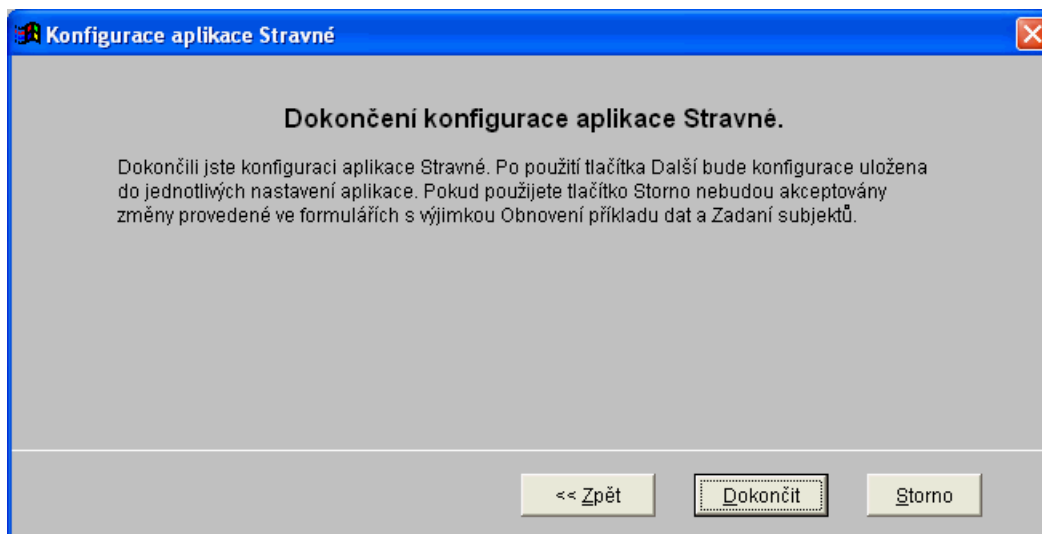 Konfigurace aplikace Stravné
Dokončení konfigurace aplikace Stravné.
Dokončili jste konfiguraci aplikace Stravné. Po použití tlačítka Další bude konfigurace uložena
do jednotlivých nastavení aplikace. Pokud použijete tlačítko Storno nebudou akceptovány
změny provedené ve formulářích s výjimkou Obnovení příkladu dat a Zadaní subjektů.
<< Zpět
Dokončit
Storno